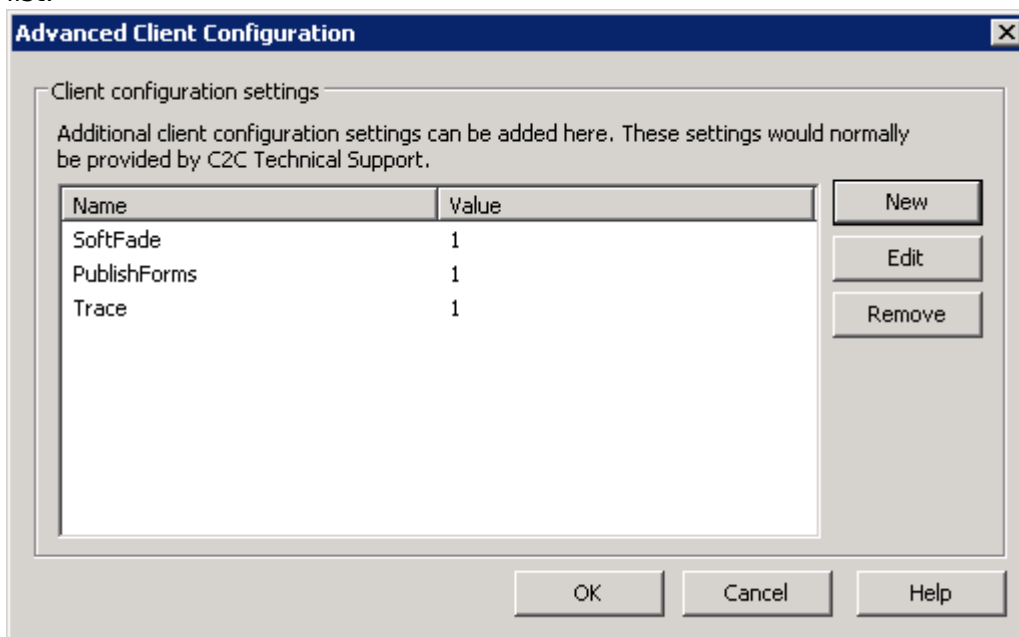 list.
Advanced Client Configuration
Client configuration settings
Additional client configuration settings can be added here. These settings would normally
be provided by C2C Technical Support.
Name Value
New
SoftFade 1
Edit
PublishForms 1
Trace 1
Remove
OK Cancel Help